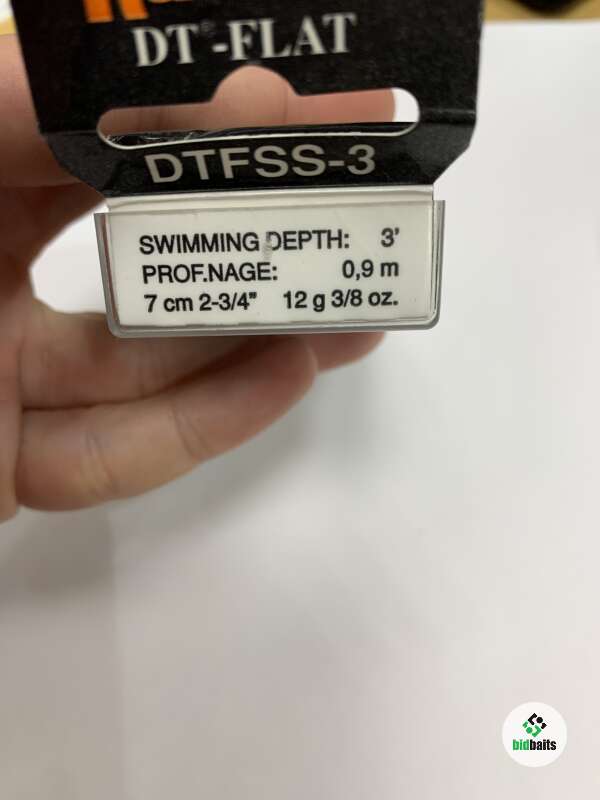 DT®-FLAT
DTFSS-3
SWIMMING DEPTH: 3'
PROF.NAGE: 0,9 m
7 cm 2-3/4" 12 g 3/8 oz.
bidbaits